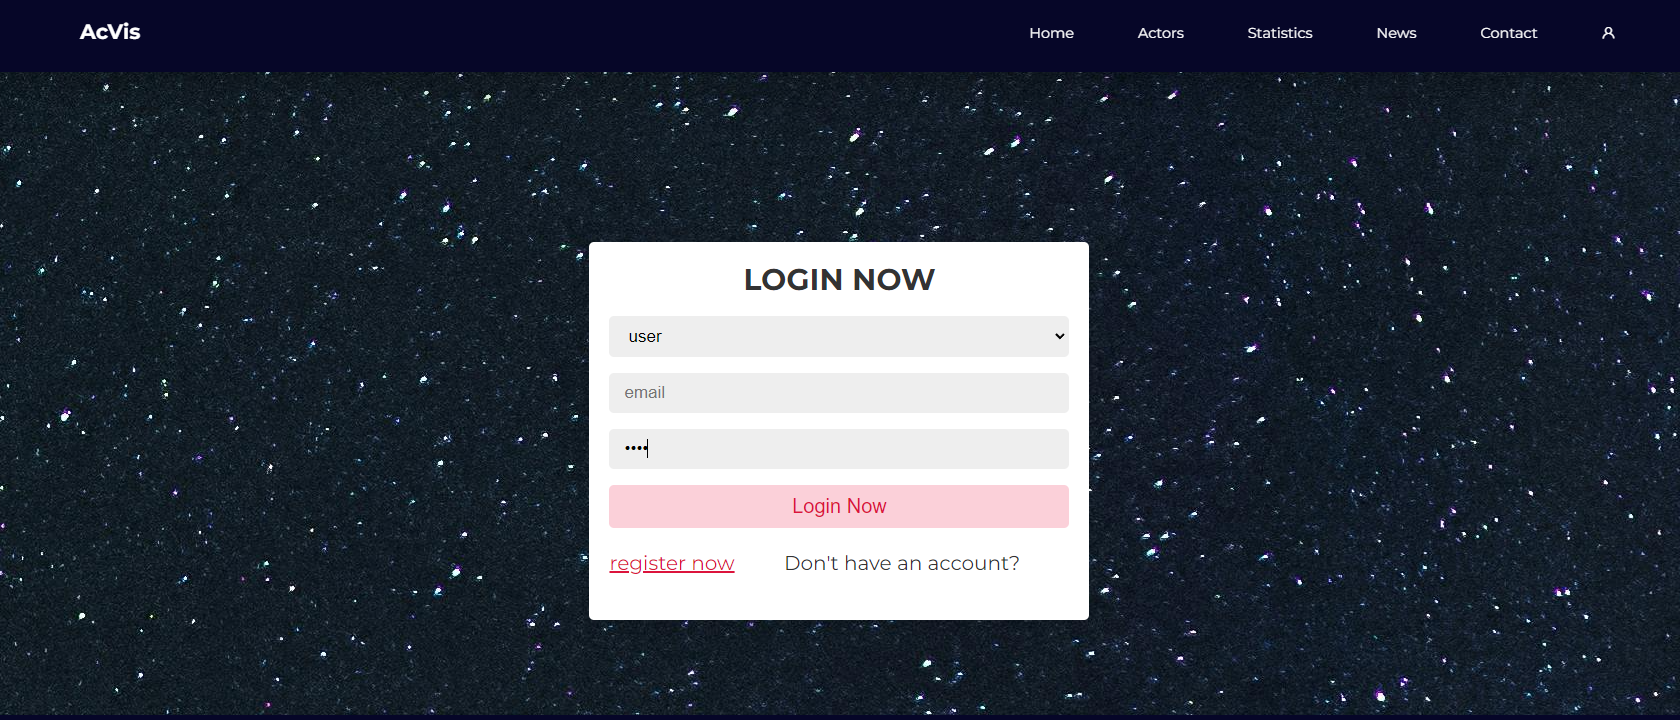 AcVis Home Actors Statistics News Contact
LOGIN NOW
user
email
••••
Login Now
register now Don't have an account?